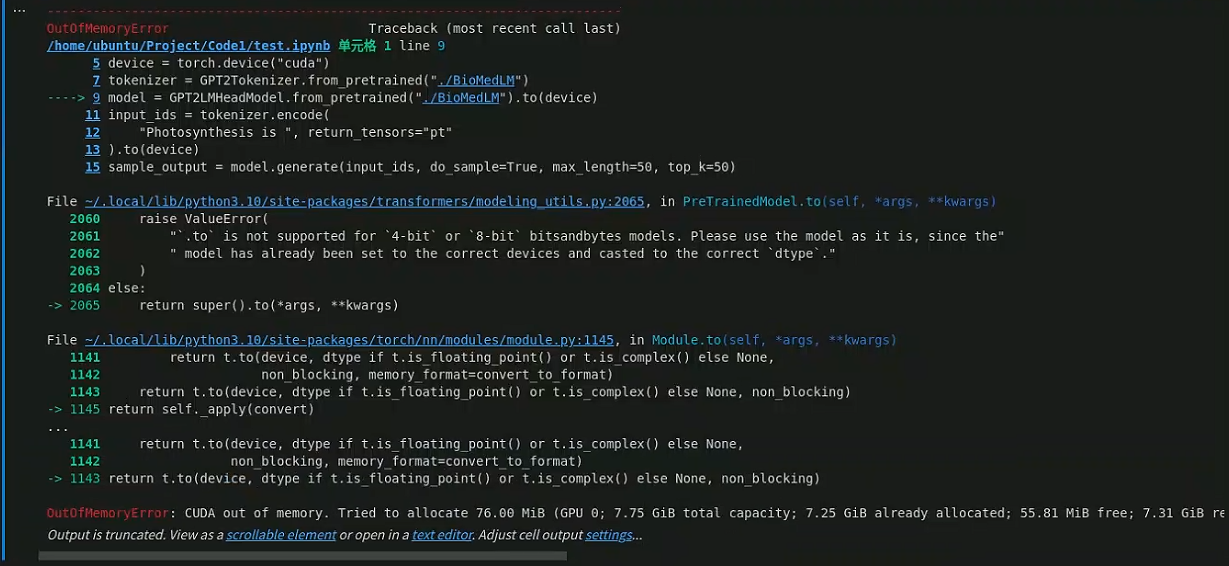 ...
--------------------------------------------------------------------------
OutOfMemoryError                          Traceback (most recent call last)
/home/ubuntu/Project/Code1/test.ipynb 单元格 1 line 9
      5 device = torch.device("cuda")
      7 tokenizer = GPT2Tokenizer.from_pretrained("./BioMedLM")
----> 9 model = GPT2LMHeadModel.from_pretrained("./BioMedLM").to(device)
     11 input_ids = tokenizer.encode(
     12     "Photosynthesis is ", return_tensors="pt"
     13 ).to(device)
     15 sample_output = model.generate(input_ids, do_sample=True, max_length=50, top_k=50)
File ~/.local/lib/python3.10/site-packages/transformers/modeling_utils.py:2065, in PreTrainedModel.to(self, *args, **kwargs)
   2060     raise ValueError(
   2061         "`.to` is not supported for `4-bit` or `8-bit` bitsandbytes models. Please use the model as it is, since the"
   2062         " model has already been set to the correct devices and casted to the correct `dtype`."
   2063     )
   2064 else:
-> 2065     return super().to(*args, **kwargs)
File ~/.local/lib/python3.10/site-packages/torch/nn/modules/module.py:1145, in Module.to(self, *args, **kwargs)
   1141         return t.to(device, dtype if t.is_floating_point() or t.is_complex() else None,
   1142                     non_blocking, memory_format=convert_to_format)
   1143     return t.to(device, dtype if t.is_floating_point() or t.is_complex() else None, non_blocking)
-> 1145 return self._apply(convert)
...
   1141     return t.to(device, dtype if t.is_floating_point() or t.is_complex() else None,
   1142                 non_blocking, memory_format=convert_to_format)
-> 1143 return t.to(device, dtype if t.is_floating_point() or t.is_complex() else None, non_blocking)
OutOfMemoryError: CUDA out of memory. Tried to allocate 76.00 MiB (GPU 0; 7.75 GiB total capacity; 7.25 GiB already allocated; 55.81 MiB free; 7.31 GiB re
Output is truncated. View as a scrollable element or open in a text editor. Adjust cell output settings...